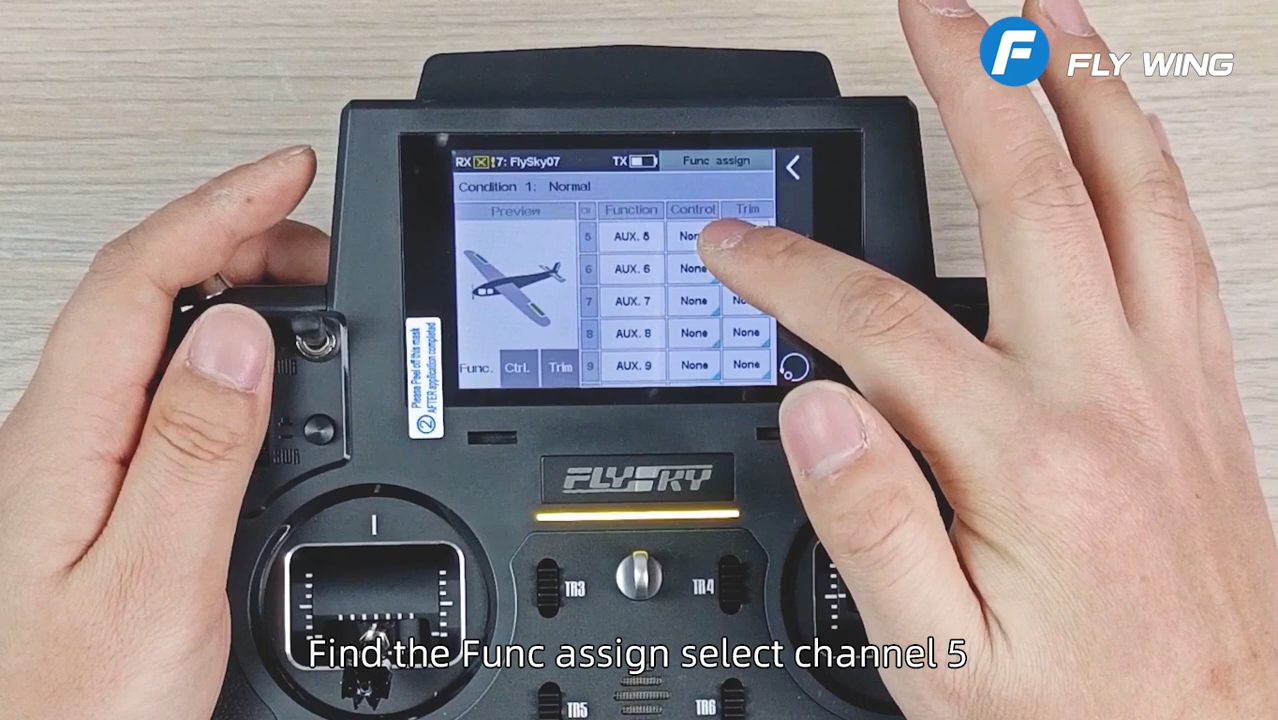 FLY WING
RX !7: FlySky07 TX Func assign
Condition 1: Normal
Preview CH Function Control Trim
5 AUX. 5
6 AUX. 6 None
7 AUX. 7 None
8 AUX. 8 None None
9 AUX. 9 None None
Func. Ctrl. Trim
Please Peel off this mask
② AFTER application completed
FLYSKY
TR3
TR4
Find the Func assign select channel 5
TR5
TR6